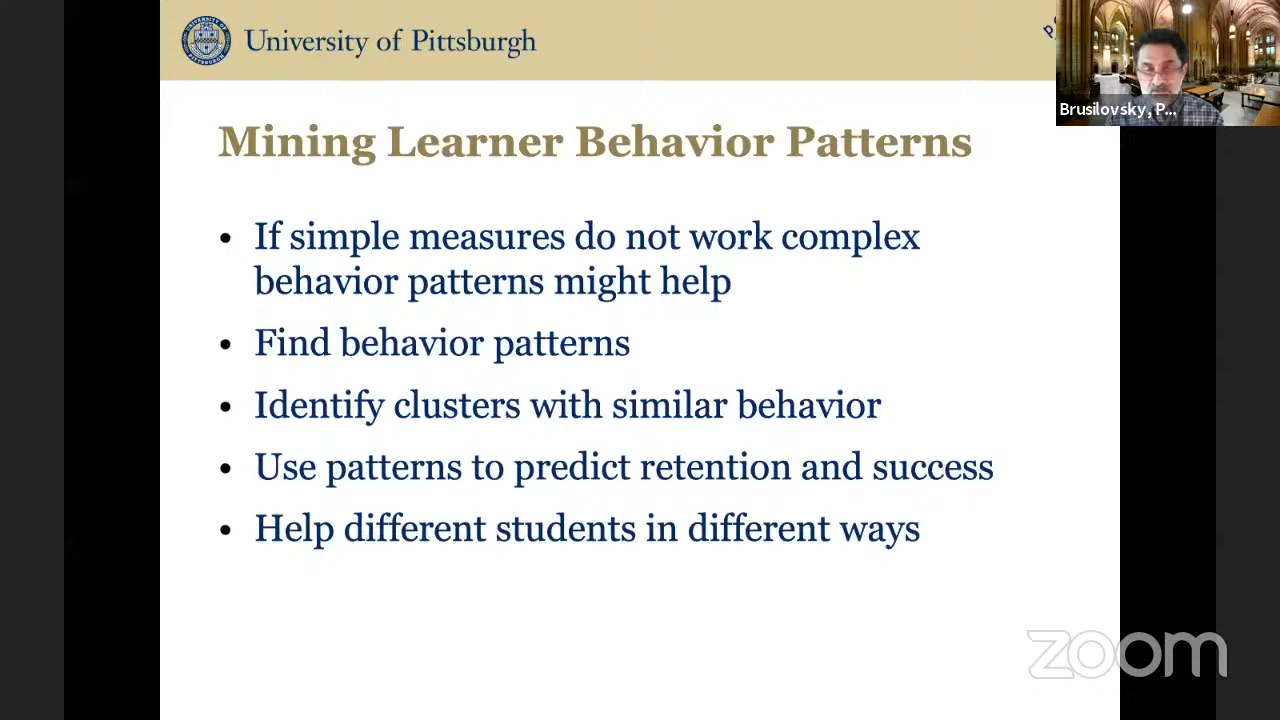 University of Pittsburgh
Brusilovsky, P...
Mining Learner Behavior Patterns
• If simple measures do not work complex
behavior patterns might help
• Find behavior patterns
• Identify clusters with similar behavior
• Use patterns to predict retention and success
• Help different students in different ways
zoom